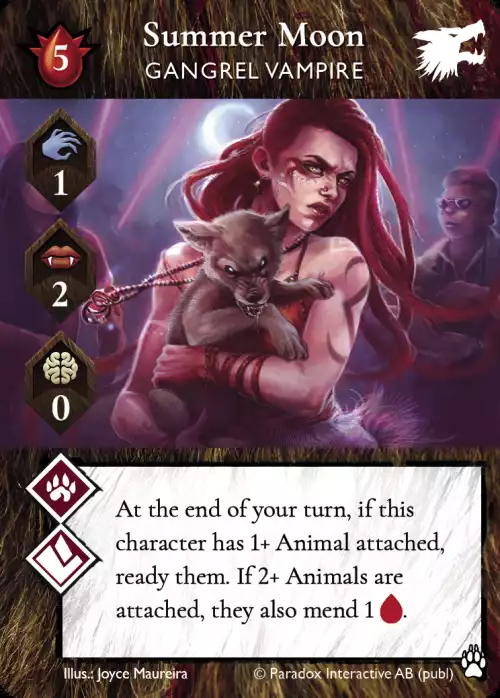 5
Summer Moon
GANGREL VAMPIRE
1
2
0
At the end of your turn, if this
character has 1+ Animal attached,
ready them. If 2+ Animals are
attached, they also mend 1 .
Illus.: Joyce Maureira
© Paradox Interactive AB (publ)